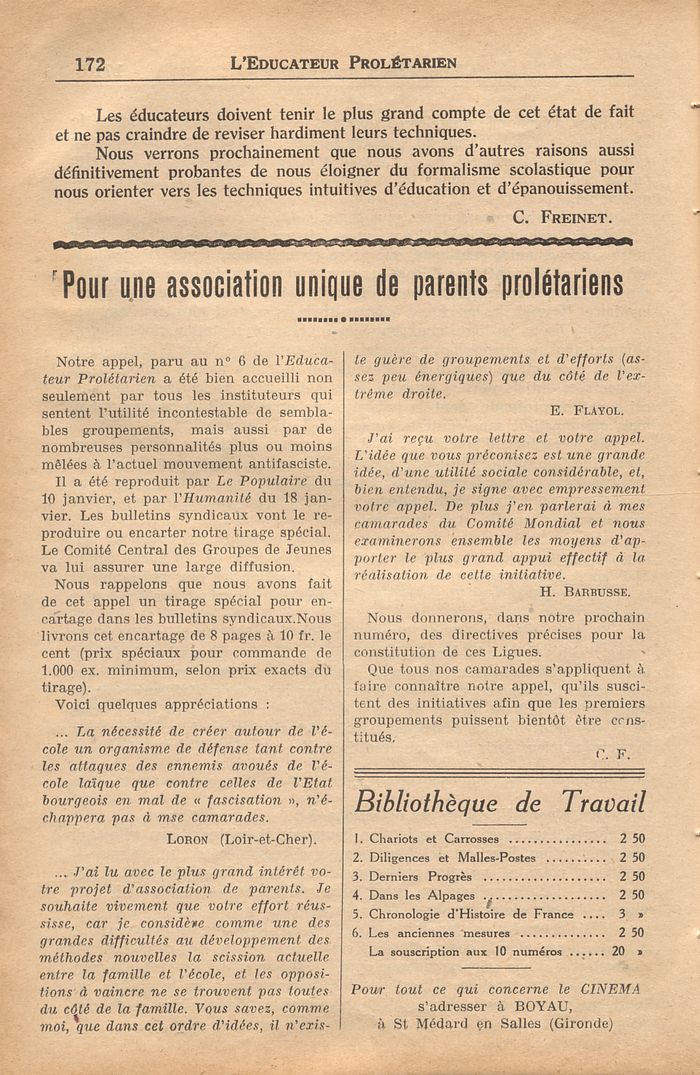 172
L'Educateur Prolétarien
Les éducateurs doivent tenir le plus grand compte de cet état de fait
et ne pas craindre de reviser hardiment leurs techniques.
Nous verrons prochainement que nous avons d'autres raisons aussi
définitivement probantes de nous éloigner du formalisme scolastique pour
nous orienter vers les techniques intuitives d'éducation et d'épanouissement.
C. Freinet.
Pour une association unique de parents prolétariens
Notre appel, paru au n° 6 de l'Educa-
teur Prolétarien a été bien accueilli non
seulement par tous les instituteurs qui
sentent l'utilité incontestable de sembla-
bles groupements, mais aussi par de
nombreuses personnalités plus ou moins
mêlées à l'actuel mouvement antifasciste.
Il a été reproduit par Le Populaire du
10 janvier, et par l'Humanité du 18 jan-
vier. Les bulletins syndicaux vont le re-
produire ou encarter notre tirage spécial.
Le Comité Central des Groupes de Jeunes
va lui assurer une large diffusion.
Nous rappelons que nous avons fait
de cet appel un tirage spécial pour en-
cartage dans les bulletins syndicaux.Nous
livrons cet encartage de 8 pages à 10 fr. le
cent (prix spéciaux pour commande de
1.000 ex. minimum, selon prix exacts du
tirage).
Voici quelques appréciations :
... La nécessité de créer autour de l'é-
cole un organisme de défense tant contre
les attaques des ennemis avoués de l'é-
cole laïque que contre celles de l'Etat
bourgeois en mal de « fascisation », n'é-
chappera pas à mse camarades.
Loron (Loir-et-Cher).
... J'ai lu avec le plus grand intérêt vo-
tre projet d'association de parents. Je
souhaite vivement que votre effort réus-
sisse, car je considère comme une des
grandes difficultés au développement des
méthodes nouvelles la scission actuelle
entre la famille et l'école, et les opposi-
tions à vaincre ne se trouvent pas toutes
du côté de la famille. Vous savez, comme
moi, que dans cet ordre d'idées, il n'exis-
te guère de groupements et d'efforts (as-
sez peu énergiques) que du côté de l'ex-
trême droite.
E. Flayol.
J'ai reçu votre lettre et votre appel.
L'idée que vous préconisez est une grande
idée, d'une utilité sociale considérable, et,
bien entendu, je signe avec empressement
votre appel. De plus j'en parlerai à mes
camarades du Comité Mondial et nous
examinerons ensemble les moyens d'ap-
porter le plus grand appui effectif à la
réalisation de cette initiative.
H. Barbusse.
Nous donnerons, dans notre prochain
numéro, des directives précises pour la
constitution de ces Ligues.
Que tous nos camarades s'appliquent à
faire connaître notre appel, qu'ils susci-
tent des initiatives afin que les premiers
groupements puissent bientôt être cons-
titués.
C. F.
Bibliothèque de Travail
1. Chariots et Carrosses ................ 2 50
2. Diligences et Malles-Postes .......... 2 50
3. Derniers Progrès .................... 2 50
4. Dans les Alpages .................... 2 50
5. Chronologie d'Histoire de France .... 3 »
6. Les anciennes mesures .............. 2 50
La souscription aux 10 numéros ...... 20 »
Pour tout ce qui concerne le CINEMA
s'adresser à BOYAU,
à St Médard en Salles (Gironde)